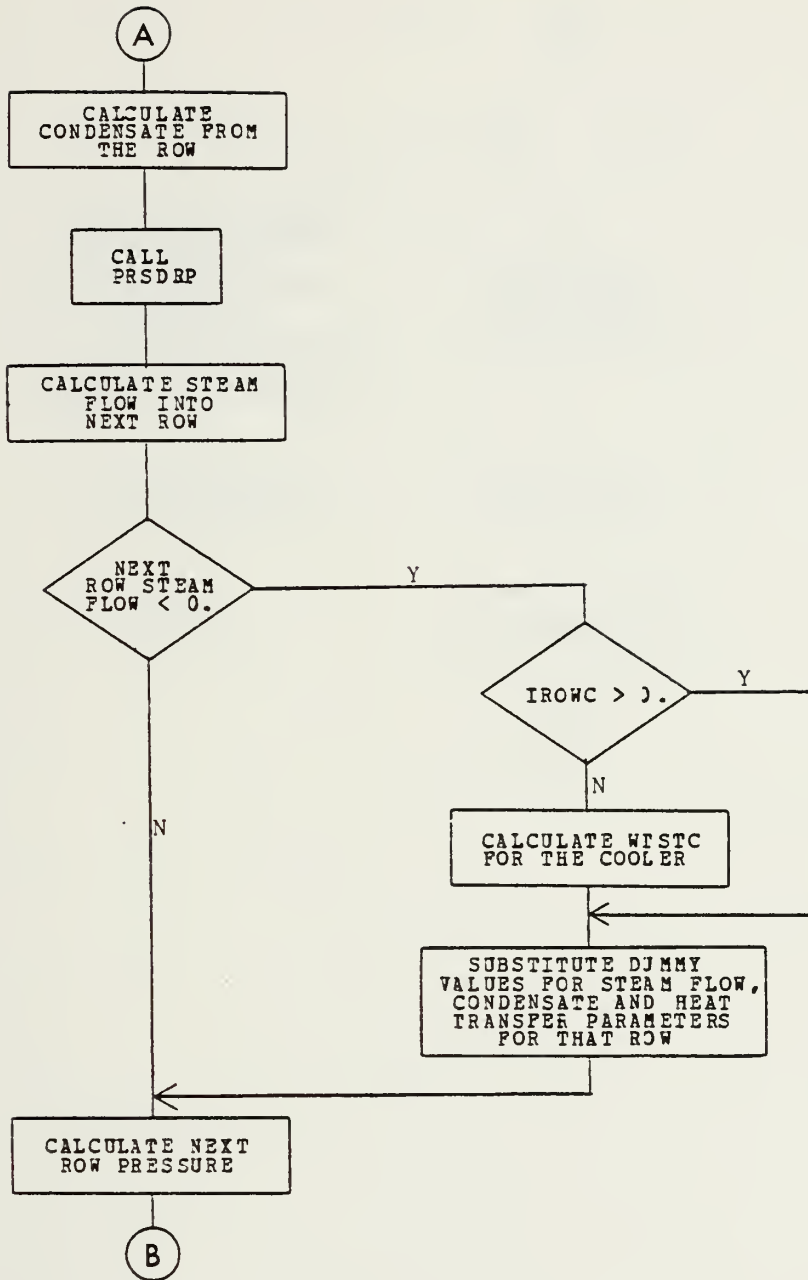 A
CALCULATE
CONDENSATE FROM
THE ROW
CALL
PRSDRP
CALCULATE STEAM
FLOW INTO
NEXT ROW
NEXT
ROW STEAM
FLOW < 0.
Y
IROWC > 0.
Y
N
N
CALCULATE WTSTC
FOR THE COOLER
SUBSTITUTE DUMMY
VALUES FOR STEAM FLOW,
CONDENSATE AND HEAT
TRANSFER PARAMETERS
FOR THAT ROW
CALCULATE NEXT
ROW PRESSURE
B